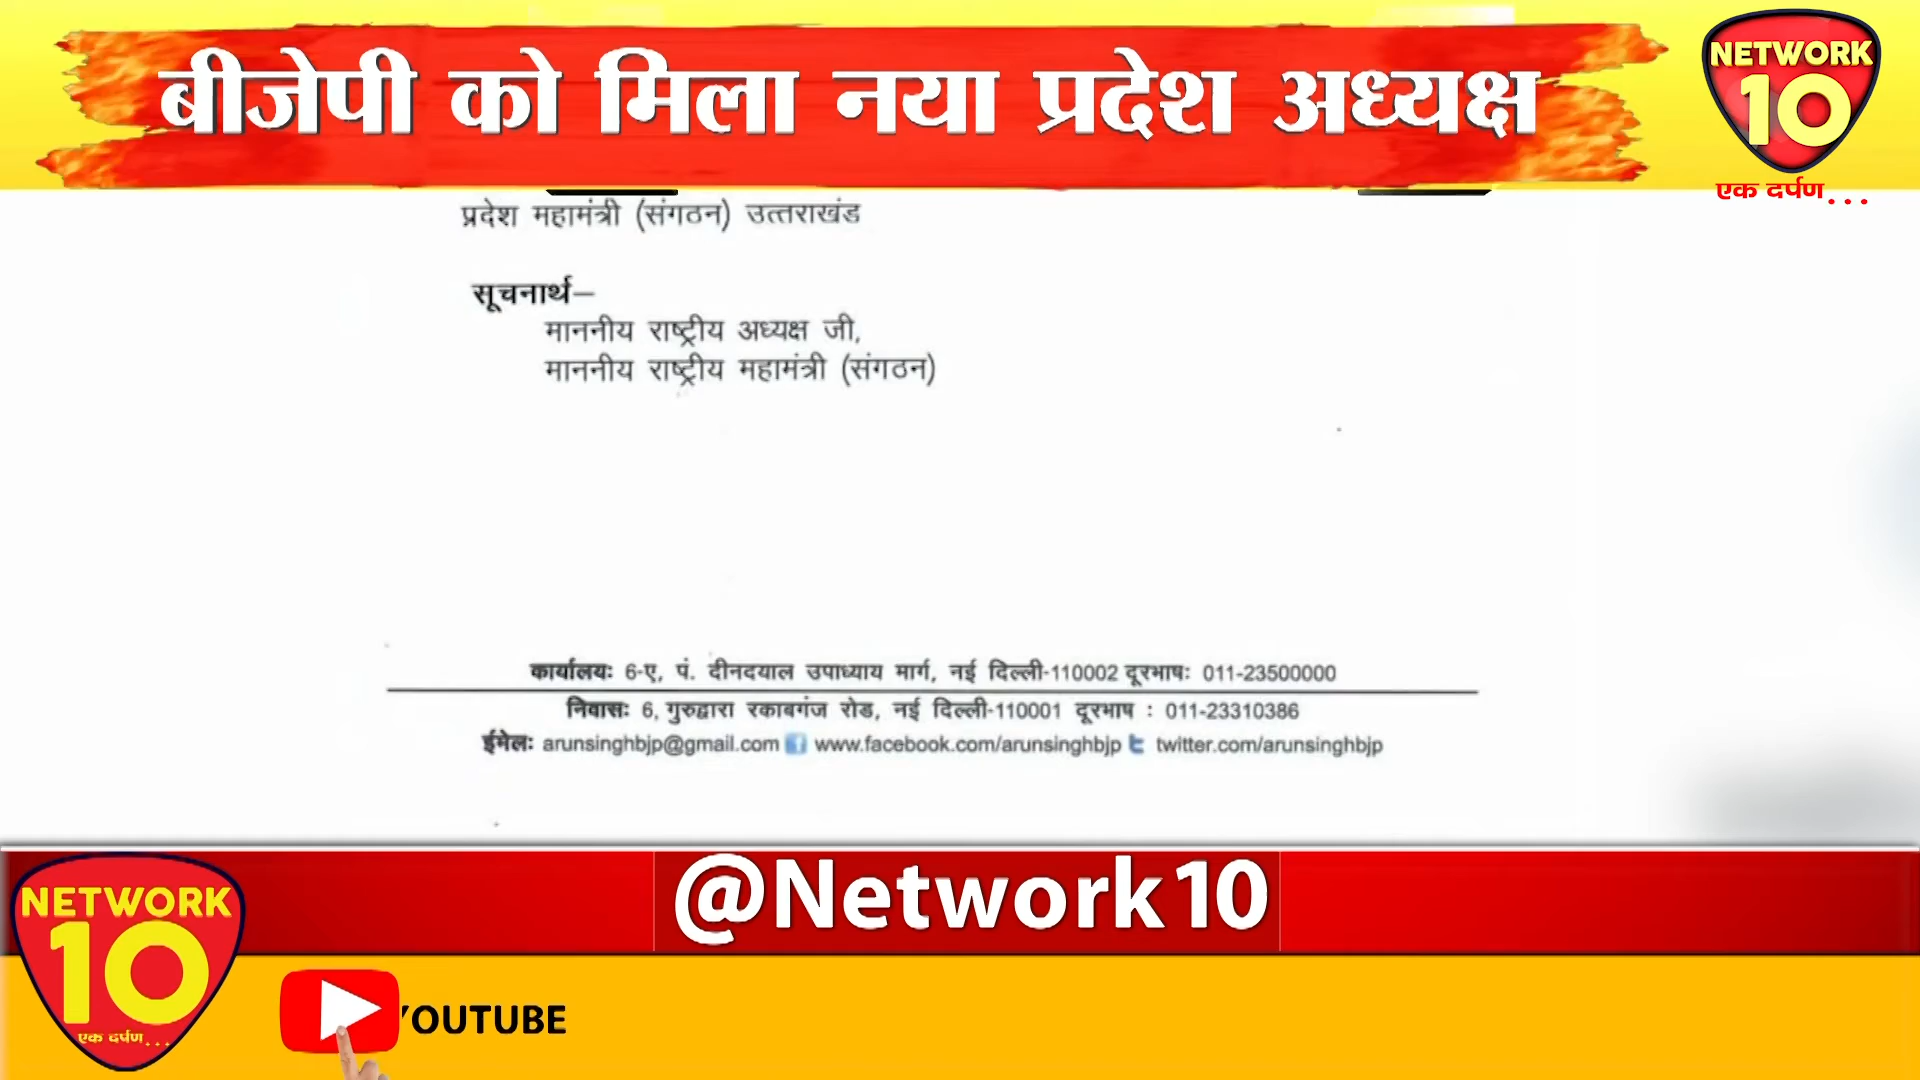 बीजेपी को मिला नया प्रदेश अध्यक्ष
NETWORK
10
एक दर्पण...
प्रदेश महामंत्री (संगठन) उत्तराखंड
सूचनार्थ–
माननीय राष्ट्रीय अध्यक्ष जी,
माननीय राष्ट्रीय महामंत्री (संगठन)
कार्यालयः 6-ए, पं. दीनदयाल उपाध्याय मार्ग, नई दिल्ली-110002 दूरभाषः 011-23500000
निवासः 6, गुरुद्वारा रकाबगंज रोड, नई दिल्ली-110001 दूरभाष : 011-23310386
ईमेलः arunsinghbjp@gmail.com www.facebook.com/arunsinghbjp twitter.com/arunsinghbjp
@Network10
NETWORK
10
एक दर्पण...
YOUTUBE